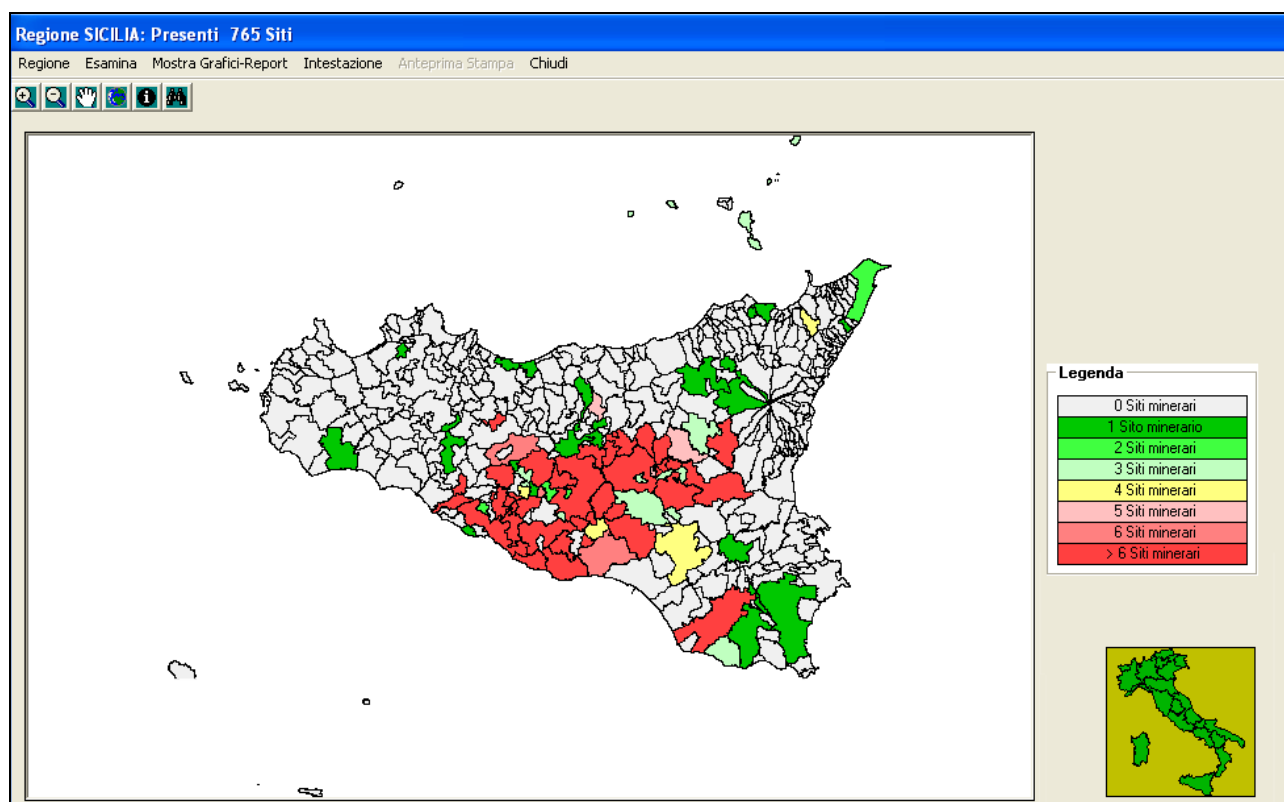 Regione SICILIA: Presenti 765 Siti
Regione Esamina Mostra Grafici-Report Intestazione Anteprima Stampa Chiudi
Legenda
0 Siti minerari
1 Sito minerario
2 Siti minerari
3 Siti minerari
4 Siti minerari
5 Siti minerari
6 Siti minerari
> 6 Siti minerari